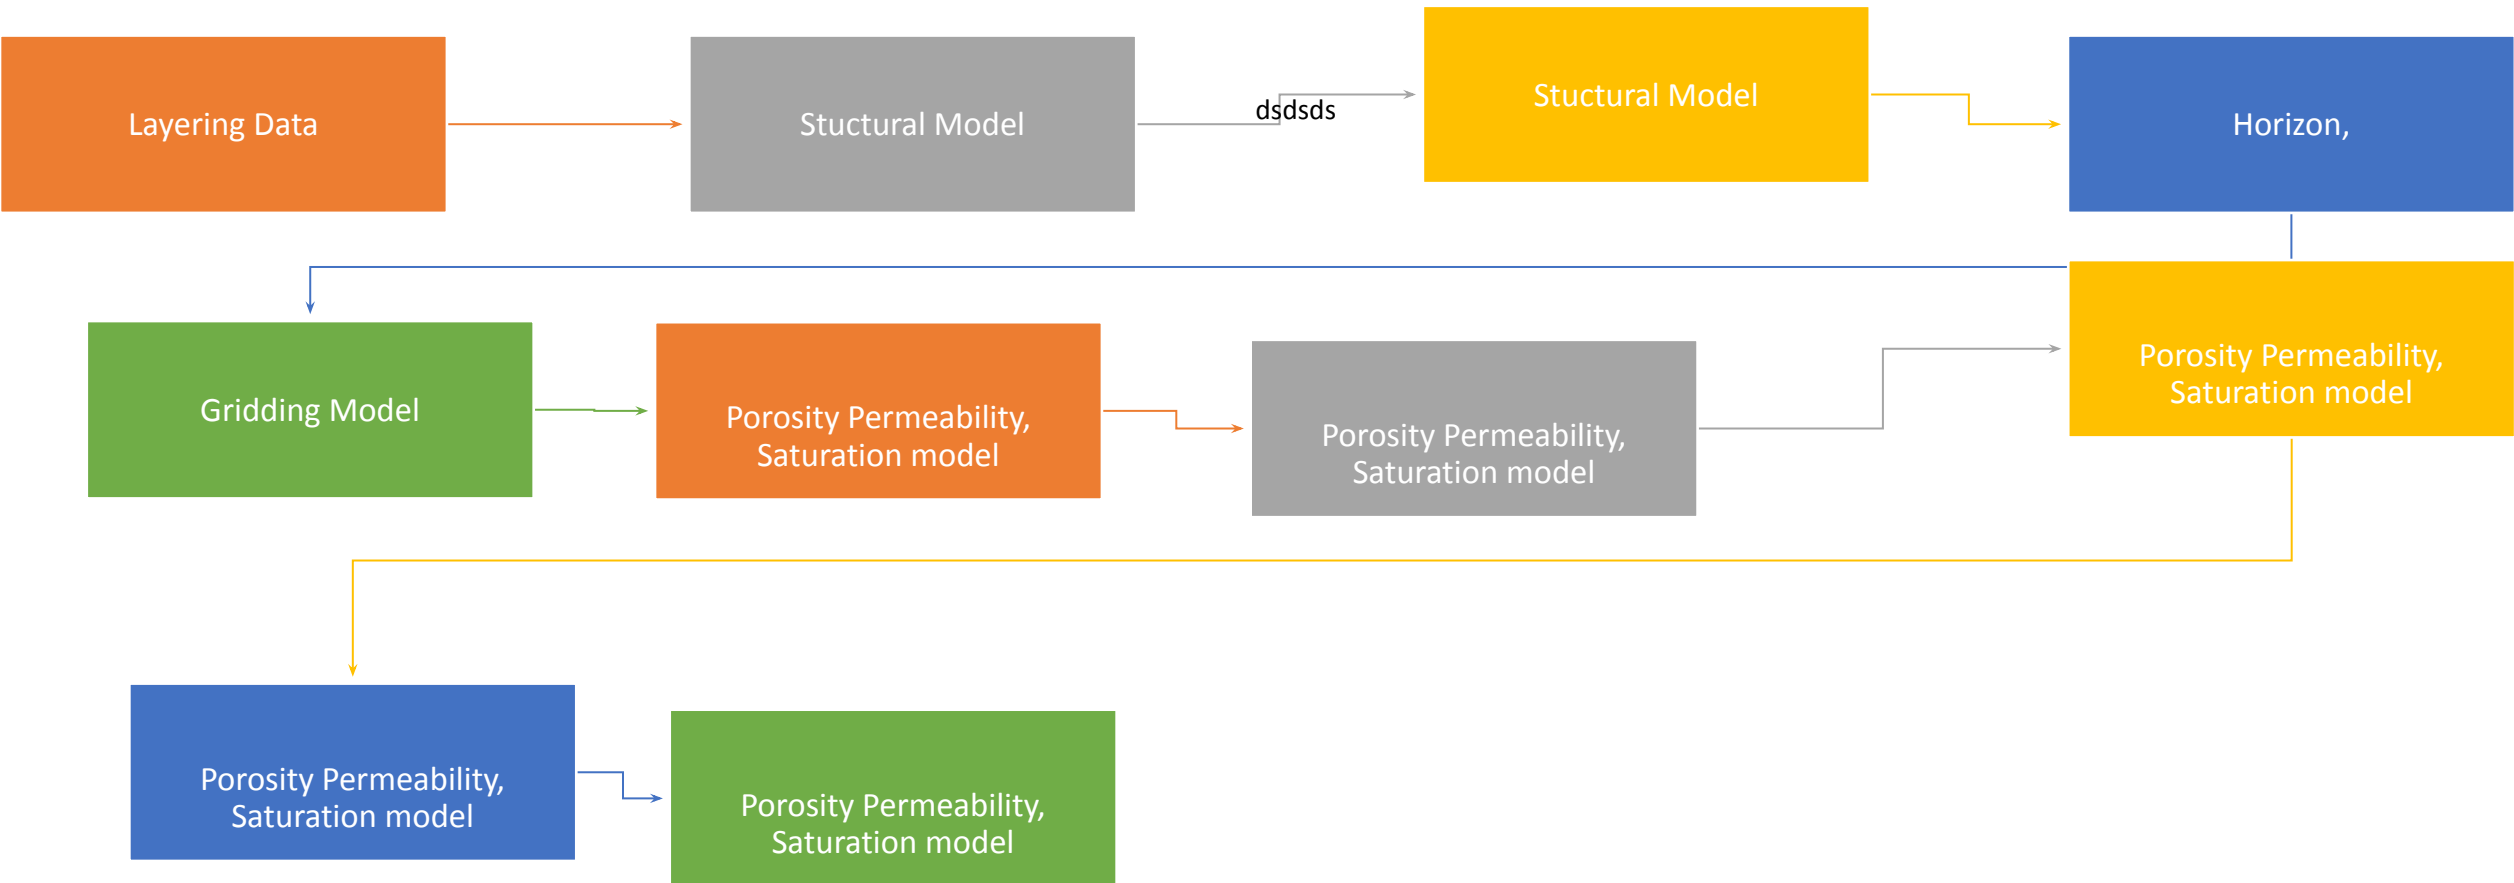 Layering Data
Stuctural Model
dsdsds
Stuctural Model
Horizon,
Gridding Model
Porosity Permeability,
Saturation model
Porosity Permeability,
Saturation model
Porosity Permeability,
Saturation model
Porosity Permeability,
Saturation model
Porosity Permeability,
Saturation model